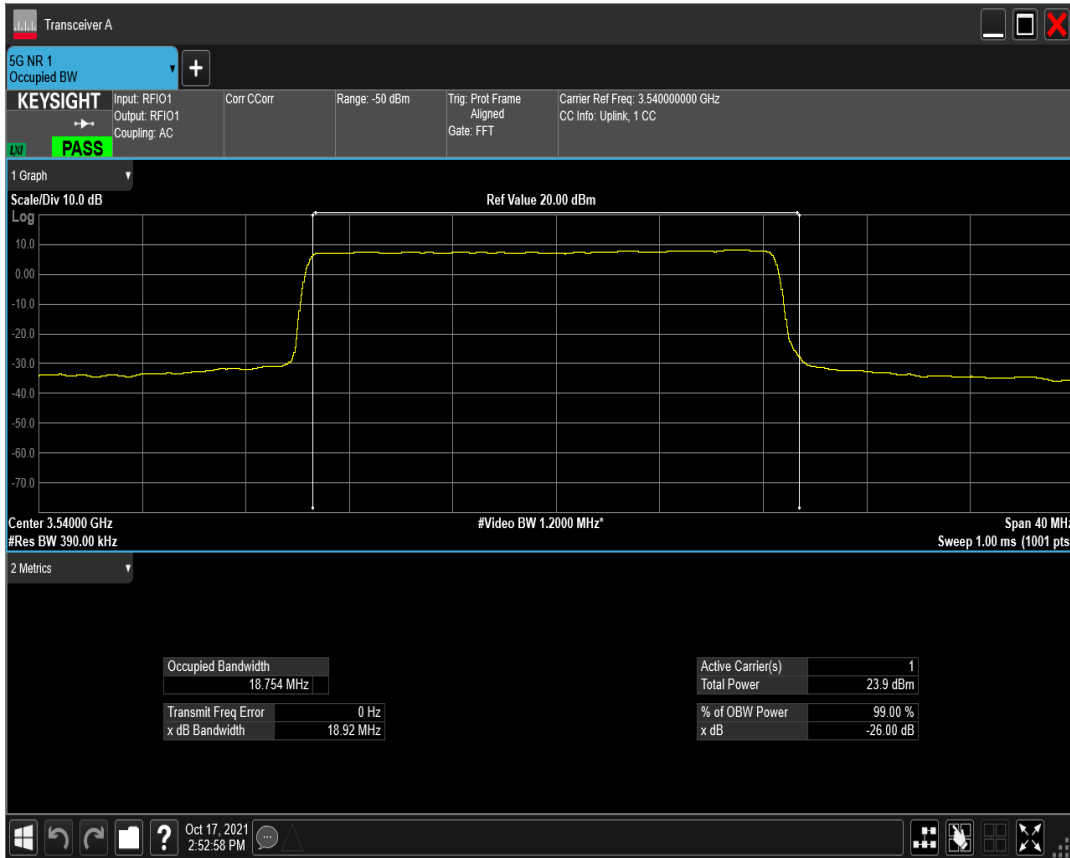 Transceiver A
5G NR 1
Occupied BW
KEYSIGHT
LXI
PASS
Input: RFIO1
Output: RFIO1
Coupling: AC
Corr CCorr
Range: -50 dBm
Trig: Prot Frame
Aligned
Gate: FFT
Carrier Ref Freq: 3.540000000 GHz
CC Info: Uplink, 1 CC
1 Graph
Scale/Div 10.0 dB
Ref Value 20.00 dBm
Log
10.0
0.00
-10.0
-20.0
-30.0
-40.0
-50.0
-60.0
-70.0
Center 3.54000 GHz
#Video BW 1.2000 MHz*
Span 40 MHz
#Res BW 390.00 kHz
Sweep 1.00 ms (1001 pts
2 Metrics
Occupied Bandwidth
18.754 MHz
Transmit Freq Error 0 Hz
x dB Bandwidth 18.92 MHz
Active Carrier(s) 1
Total Power 23.9 dBm
% of OBW Power 99.00 %
x dB -26.00 dB
?
Oct 17, 2021
2:52:58 PM